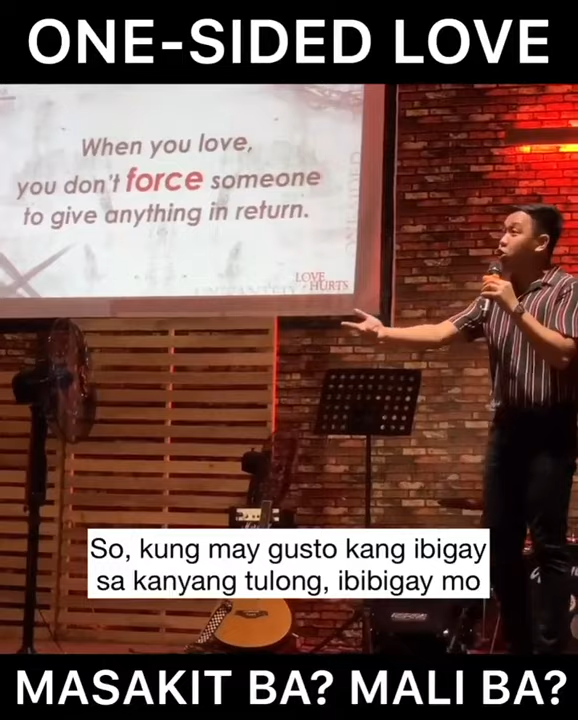 ONE-SIDED LOVE
When you love,
you don't force someone
to give anything in return.
LOVE
HURTS
So, kung may gusto kang ibigay
sa kanyang tulong, ibibigay mo
MASAKIT BA? MALI BA?